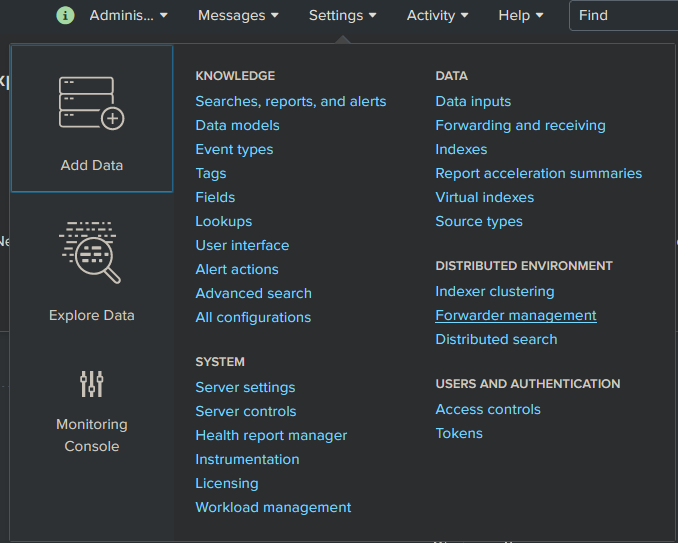 i Adminis... Messages Settings Activity Help Find
Add Data
Explore Data
Monitoring
Console
KNOWLEDGE
Searches, reports, and alerts
Data models
Event types
Tags
Fields
Lookups
User interface
Alert actions
Advanced search
All configurations
SYSTEM
Server settings
Server controls
Health report manager
Instrumentation
Licensing
Workload management
DATA
Data inputs
Forwarding and receiving
Indexes
Report acceleration summaries
Virtual indexes
Source types
DISTRIBUTED ENVIRONMENT
Indexer clustering
Forwarder management
Distributed search
USERS AND AUTHENTICATION
Access controls
Tokens